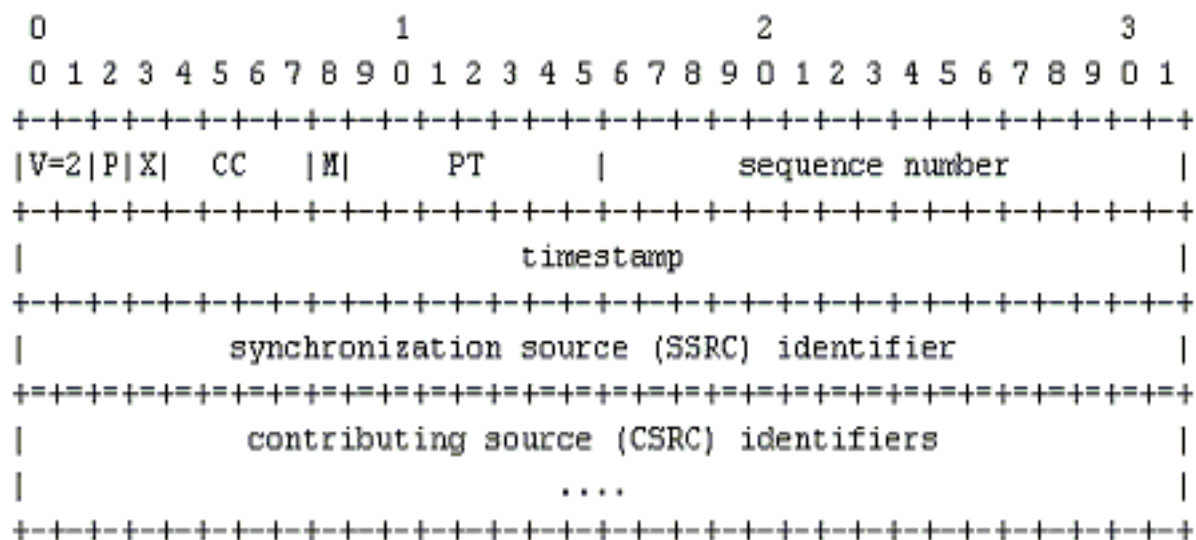 0                   1                   2                   3
0 1 2 3 4 5 6 7 8 9 0 1 2 3 4 5 6 7 8 9 0 1 2 3 4 5 6 7 8 9 0 1
+-+-+-+-+-+-+-+-+-+-+-+-+-+-+-+-+-+-+-+-+-+-+-+-+-+-+-+-+-+-+-+-+
|V=2|P|X|  CC   |M|     PT      |       sequence number         |
+-+-+-+-+-+-+-+-+-+-+-+-+-+-+-+-+-+-+-+-+-+-+-+-+-+-+-+-+-+-+-+-+
|                           timestamp                           |
+-+-+-+-+-+-+-+-+-+-+-+-+-+-+-+-+-+-+-+-+-+-+-+-+-+-+-+-+-+-+-+-+
|           synchronization source (SSRC) identifier            |
+=+=+=+=+=+=+=+=+=+=+=+=+=+=+=+=+=+=+=+=+=+=+=+=+=+=+=+=+=+=+=+=+
|            contributing source (CSRC) identifiers             |
|                             ....                              |
+-+-+-+-+-+-+-+-+-+-+-+-+-+-+-+-+-+-+-+-+-+-+-+-+-+-+-+-+-+-+-+-+